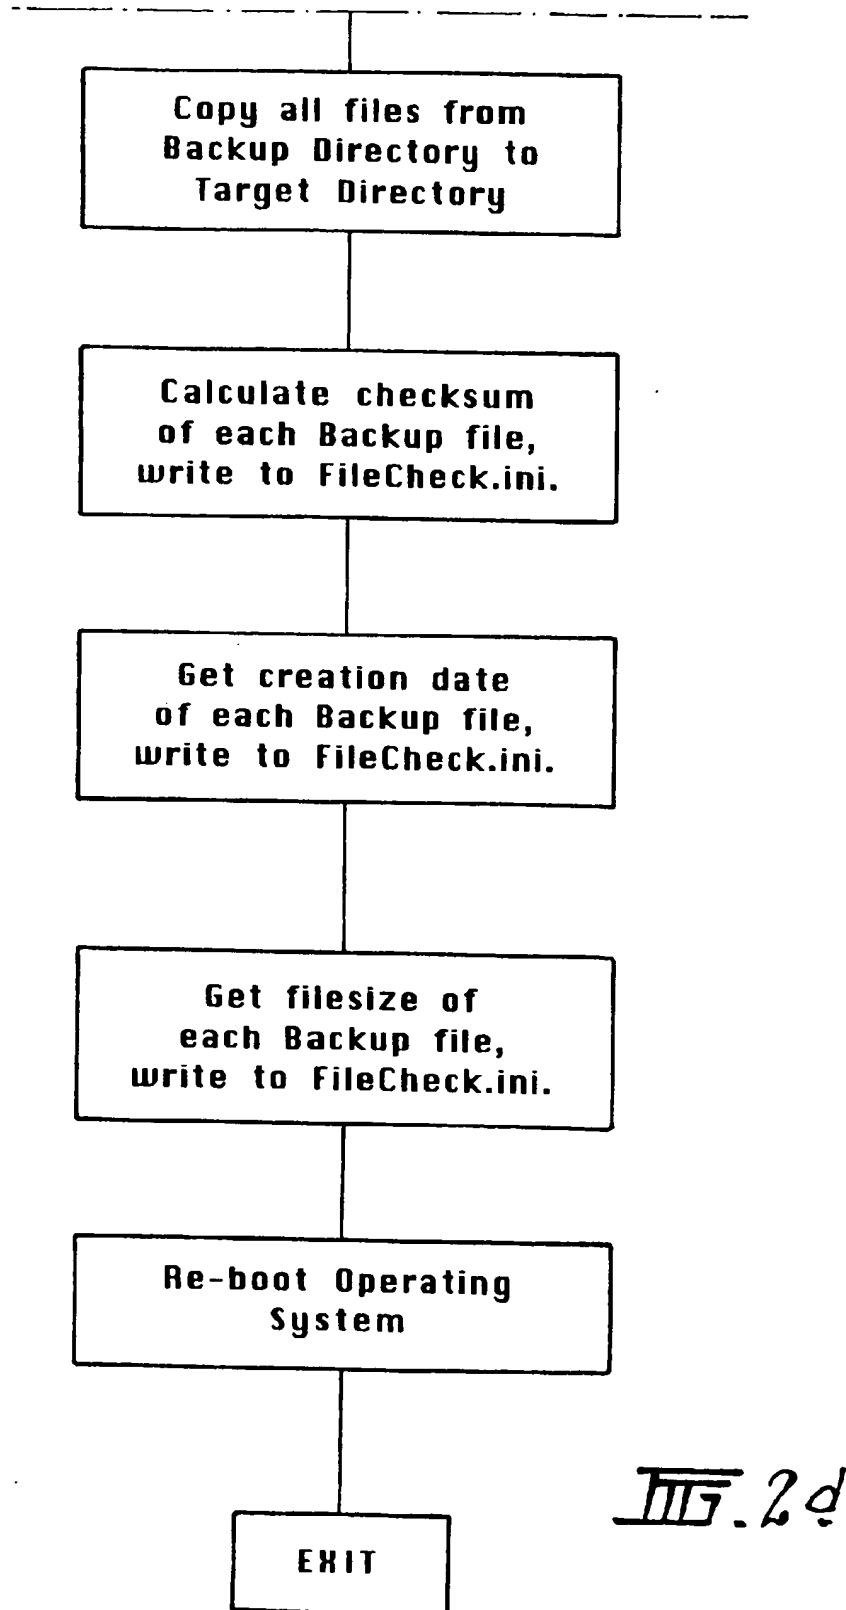 Copy all files from
Backup Directory to
Target Directory
Calculate checksum
of each Backup file,
write to FileCheck.ini.
Get creation date
of each Backup file,
write to FileCheck.ini.
Get filesize of
each Backup file,
write to FileCheck.ini.
Re-boot Operating
System
EXIT
FIG. 2d